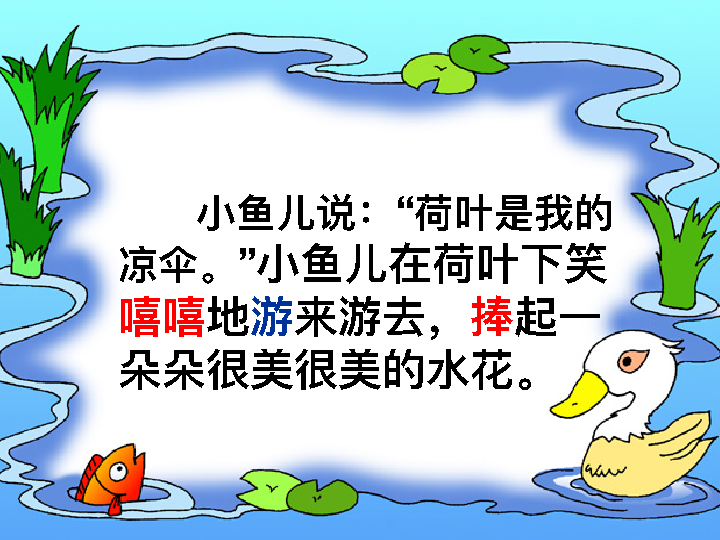 小鱼儿说：“荷叶是我的
凉伞。”小鱼儿在荷叶下笑
嘻嘻地游来游去，捧起一
朵朵很美很美的水花。